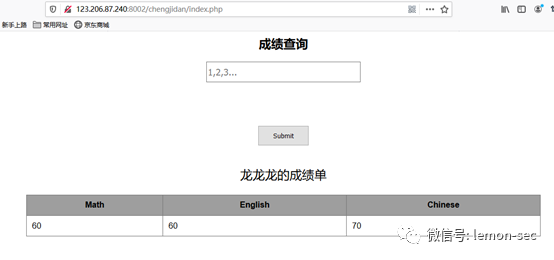 123.206.87.240:8002/chengjidan/index.php
新手上路 常用网址 京东商城
成绩查询
1,2,3...
Submit
龙龙龙的成绩单
Math English Chinese
60 60 70
微信号: lemon-sec